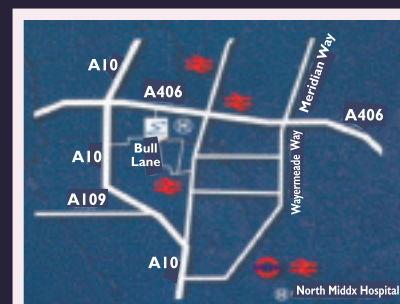 A10
Meridian Way
A406
A406
Bull
Lane
A10
Wayermeade Way
A109
A10
H
H
North Middx Hospital